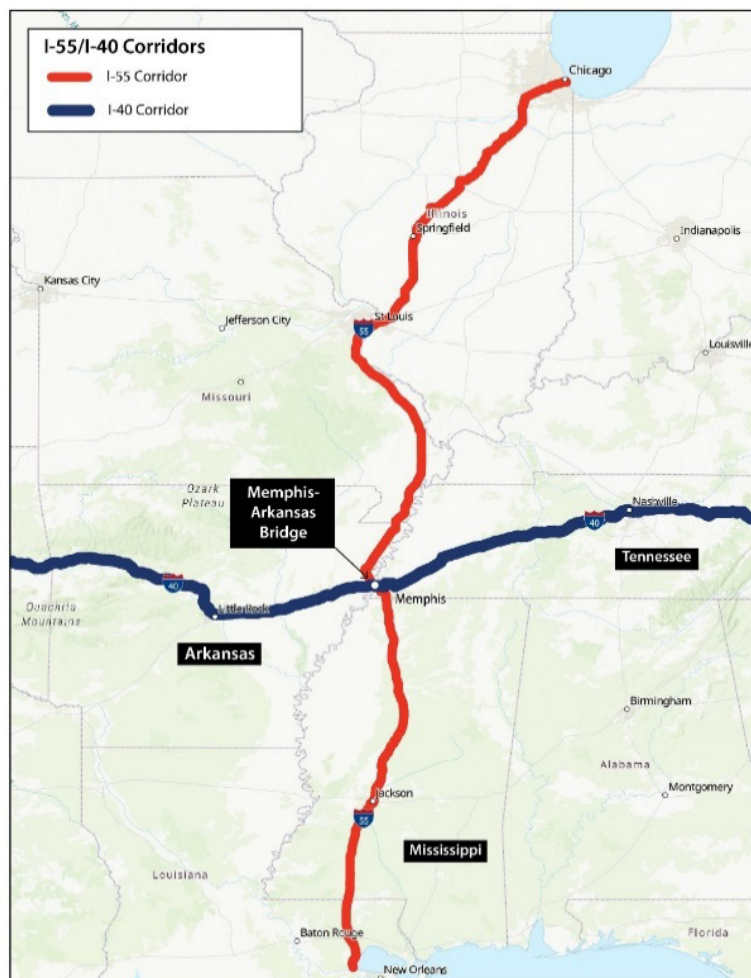 I-55/I-40 Corridors
I-55 Corridor
I-40 Corridor
Chicago
Illinois
Springfield
Indianapolis
Kansas City
St Louis
Jefferson City
55
Louisville
Missouri
Ozark
Plateau
Memphis-
Arkansas
Bridge
Nashville
40
Tennessee
40
Memphis
Ouachita
Mountains
Little Rock
Arkansas
Birmingham
Alabama
Montgomery
Jackson
55
Mississippi
Louisiana
Baton Rouge
Florida
New Orleans